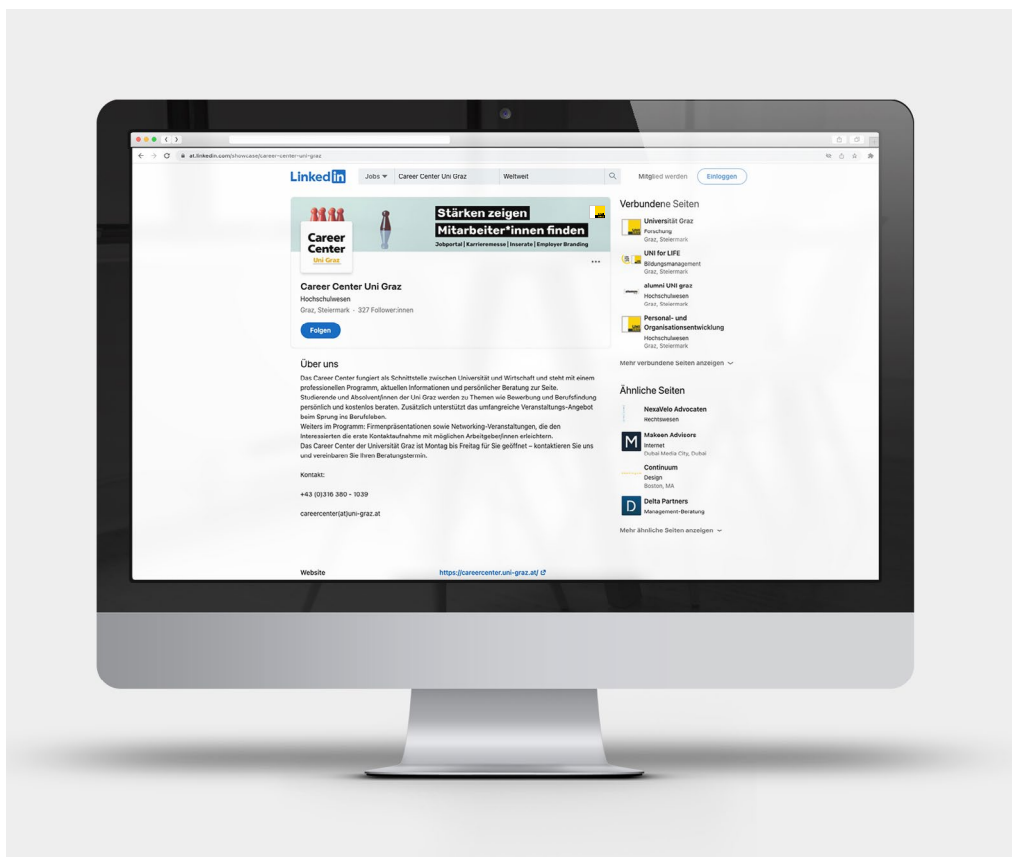 at.linkedin.com/showcase/career-center-uni-graz
Linkedin
Jobs
Career Center Uni Graz
Weltweit
Mitglied werden
Einloggen
Stärken zeigen
Mitarbeiter*innen finden
Jobportal | Karrieremesse | Inserate | Employer Branding
Career
Center
Uni Graz
Career Center Uni Graz
Hochschulwesen
Graz, Steiermark · 327 Follower:innen
Folgen
Über uns
Das Career Center fungiert als Schnittstelle zwischen Universität und Wirtschaft und steht mit einem
professionellen Programm, aktuellen Informationen und persönlicher Beratung zur Seite.
Studierende und Absolvent/innen der Uni Graz werden zu Themen wie Bewerbung und Berufsfindung
persönlich und kostenlos beraten. Zusätzlich unterstützt das umfangreiche Veranstaltungs-Angebot
beim Sprung ins Berufsleben.
Weiters im Programm: Firmenpräsentationen sowie Networking-Veranstaltungen, die den
Interessierten die erste Kontaktaufnahme mit möglichen Arbeitgeber/innen erleichtern.
Das Career Center der Universität Graz ist Montag bis Freitag für Sie geöffnet – kontaktieren Sie uns
und vereinbaren Sie Ihren Beratungstermin.
Kontakt:
+43 (0)316 380 - 1039
careercenter(at)uni-graz.at
Website
https://careercenter.uni-graz.at/
Verbundene Seiten
Universität Graz
Forschung
Graz, Steiermark
UNI for LIFE
Bildungsmanagement
Graz, Steiermark
alumni UNI graz
Hochschulwesen
Graz, Steiermark
Personal- und
Organisationsentwicklung
Hochschulwesen
Graz, Steiermark
Mehr verbundene Seiten anzeigen
Ähnliche Seiten
NexaVelo Advocaten
Rechtswesen
M
Makeen Advisors
Internet
Dubai Media City, Dubai
Continuum
Design
Boston, MA
D
Delta Partners
Management-Beratung
Mehr ähnliche Seiten anzeigen